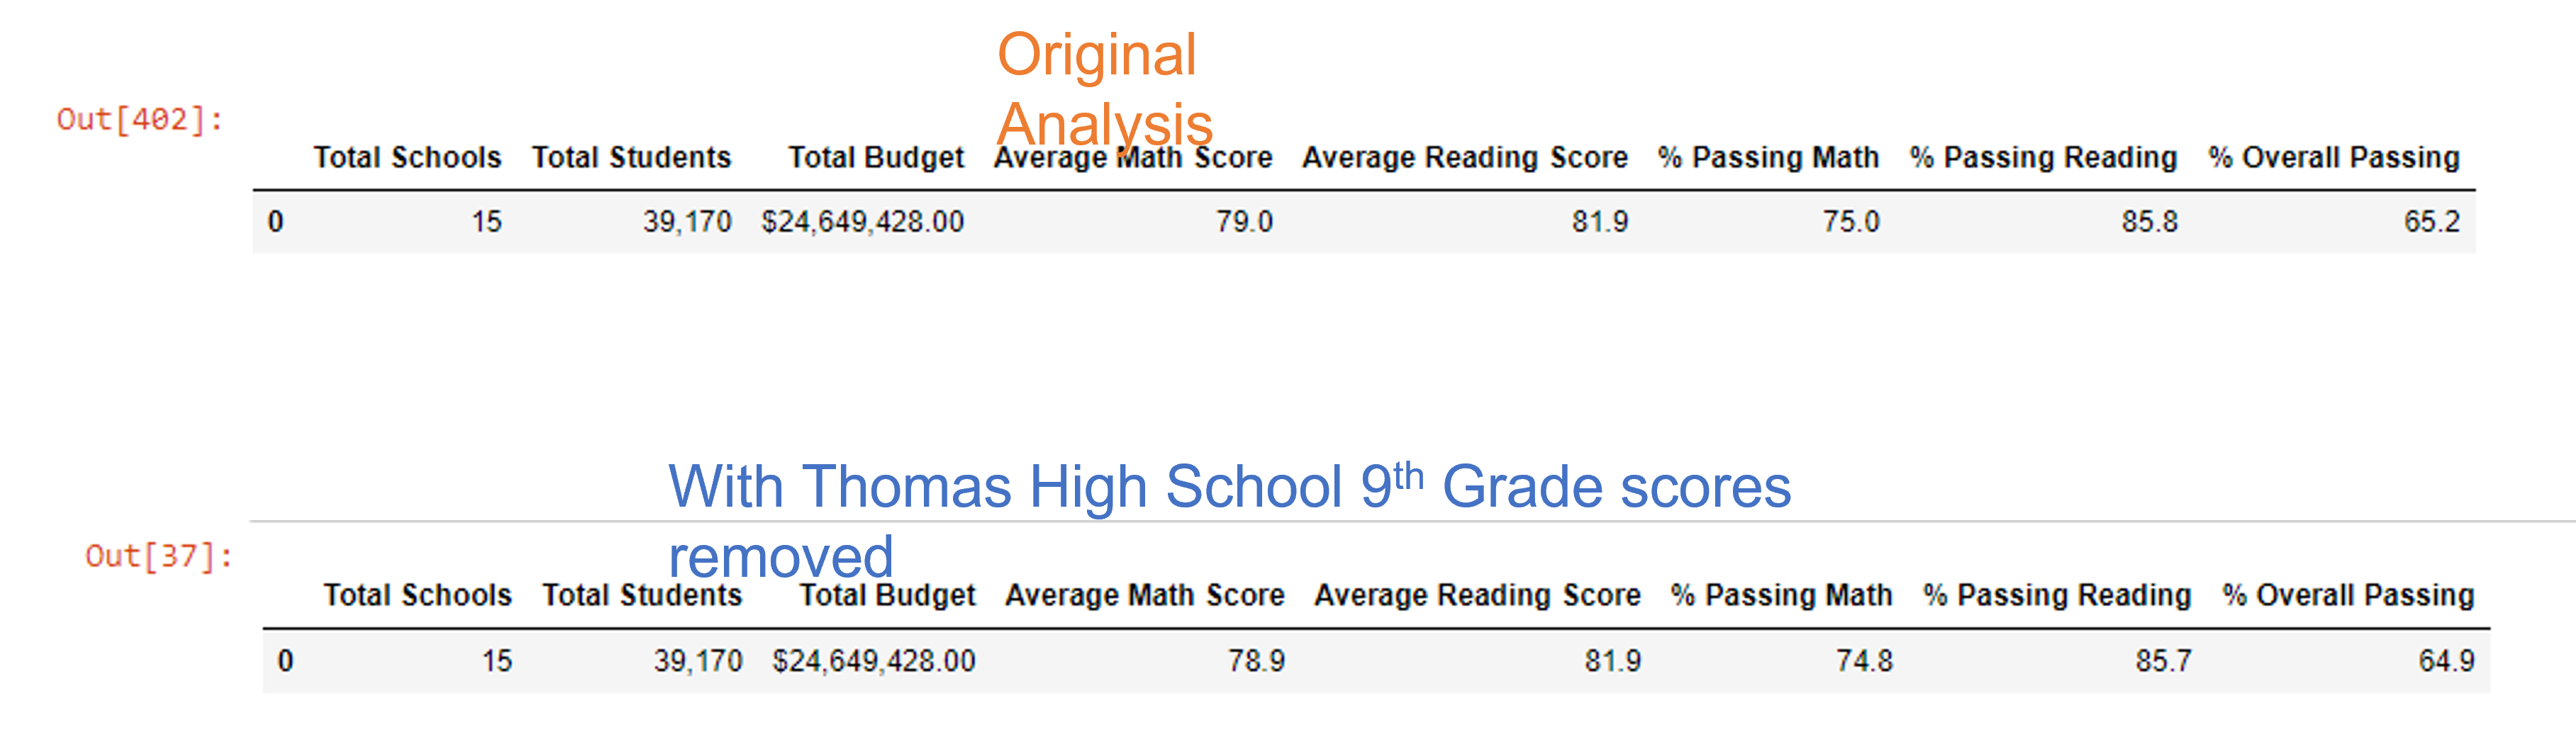 Original
Analysis
Out[402]:
Total Schools Total Students Total Budget Average Math Score Average Reading Score % Passing Math % Passing Reading % Overall Passing
0 15 39,170 $24,649,428.00 79.0 81.9 75.0 85.8 65.2
With Thomas High School 9th Grade scores
removed
Out[37]:
Total Schools Total Students Total Budget Average Math Score Average Reading Score % Passing Math % Passing Reading % Overall Passing
0 15 39,170 $24,649,428.00 78.9 81.9 74.8 85.7 64.9